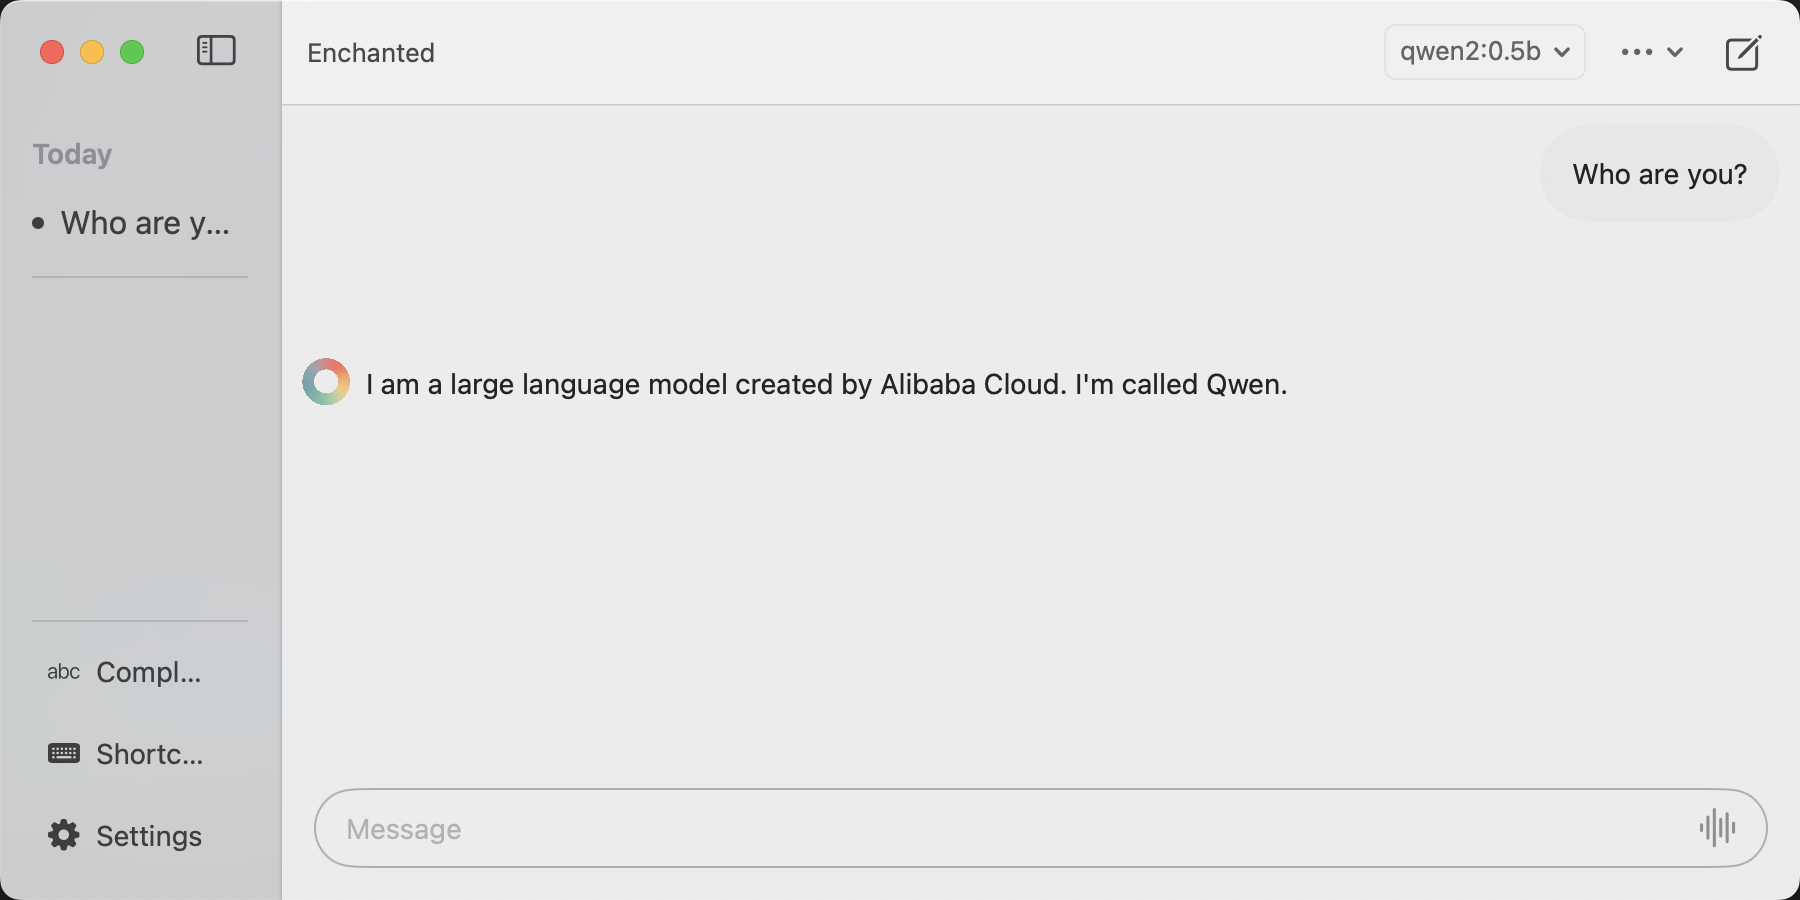 Enchanted
qwen2:0.5b
Today
Who are y...
Who are you?
I am a large language model created by Alibaba Cloud. I'm called Qwen.
abc Compl...
Shortc...
Settings
Message